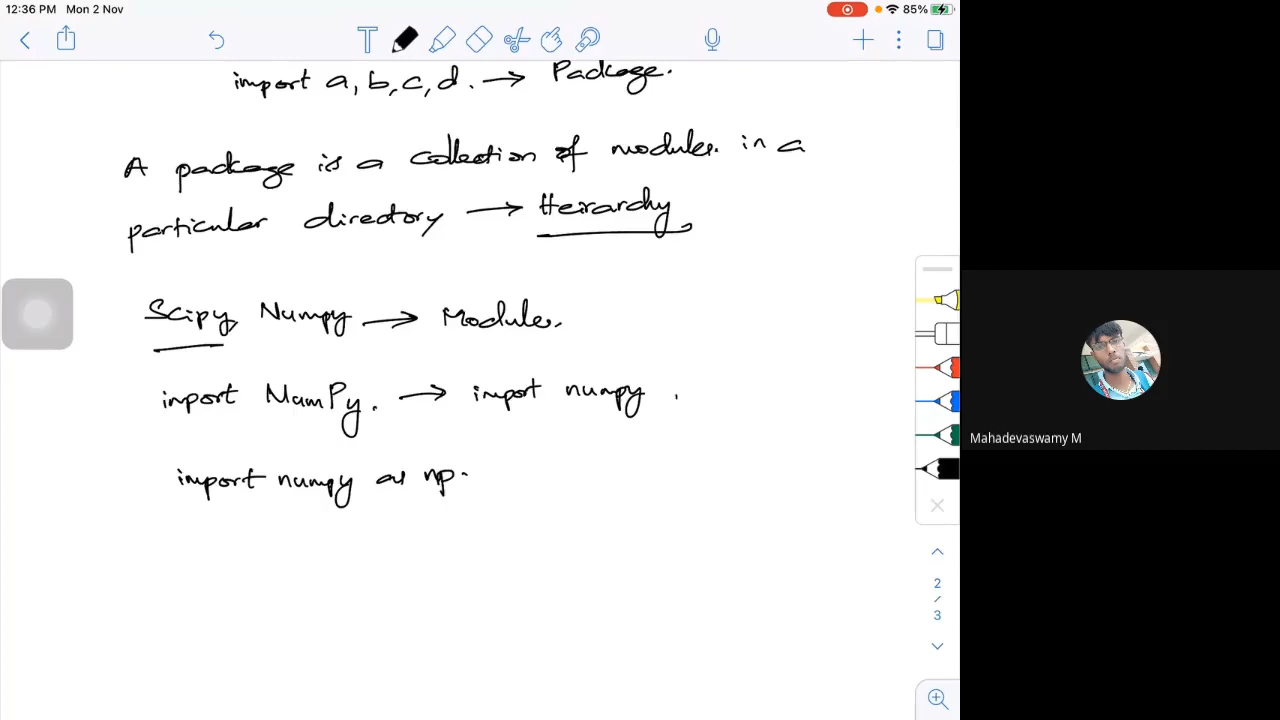 12:36 PM Mon 2 Nov
85%
import a, b, c, d. → Package.
A package is a collection of modules. in a
particular directory → Heirarchy
Scipy, Numpy → Module.
import NumPy. → import numpy.
import numpy as np.
2
/
3
Mahadevaswamy M